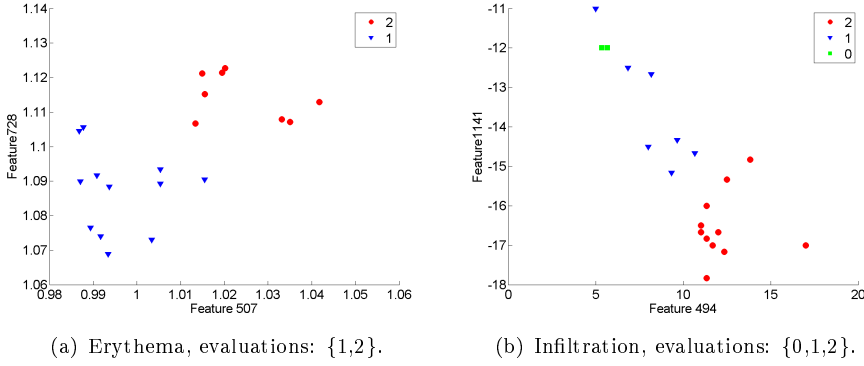 1.14
1.13
1.12
1.11
1.1
1.09
1.08
1.07
1.06
Feature728
0.98 0.99 1 1.01 1.02 1.03 1.04 1.05 1.06
Feature 507
2
1
(a) Erythema, evaluations: {1,2}.
-11
-12
-13
-14
-15
-16
-17
-18
Feature1141
0 5 10 15 20
Feature 494
2
1
0
(b) Infiltration, evaluations: {0,1,2}.